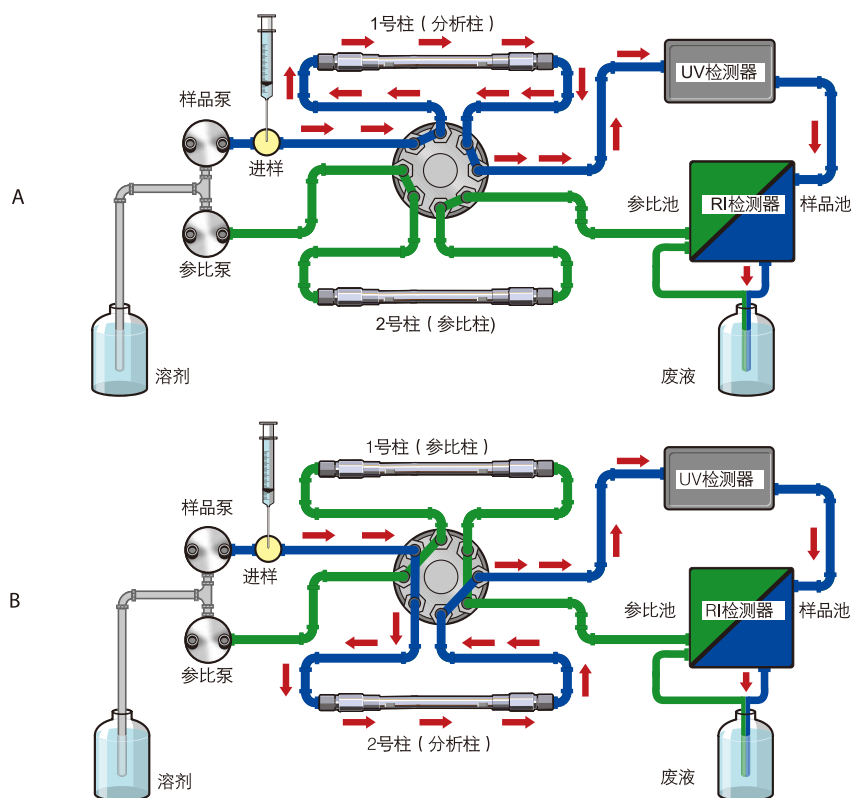 1号柱（分析柱）
UV检测器
样品泵
进样
A
参比池
RI检测器
样品池
参比泵
2号柱（参比柱)
溶剂
废液
1号柱（参比柱）
UV检测器
样品泵
进样
B
参比池
RI检测器
样品池
参比泵
2号柱（分析柱）
溶剂
废液